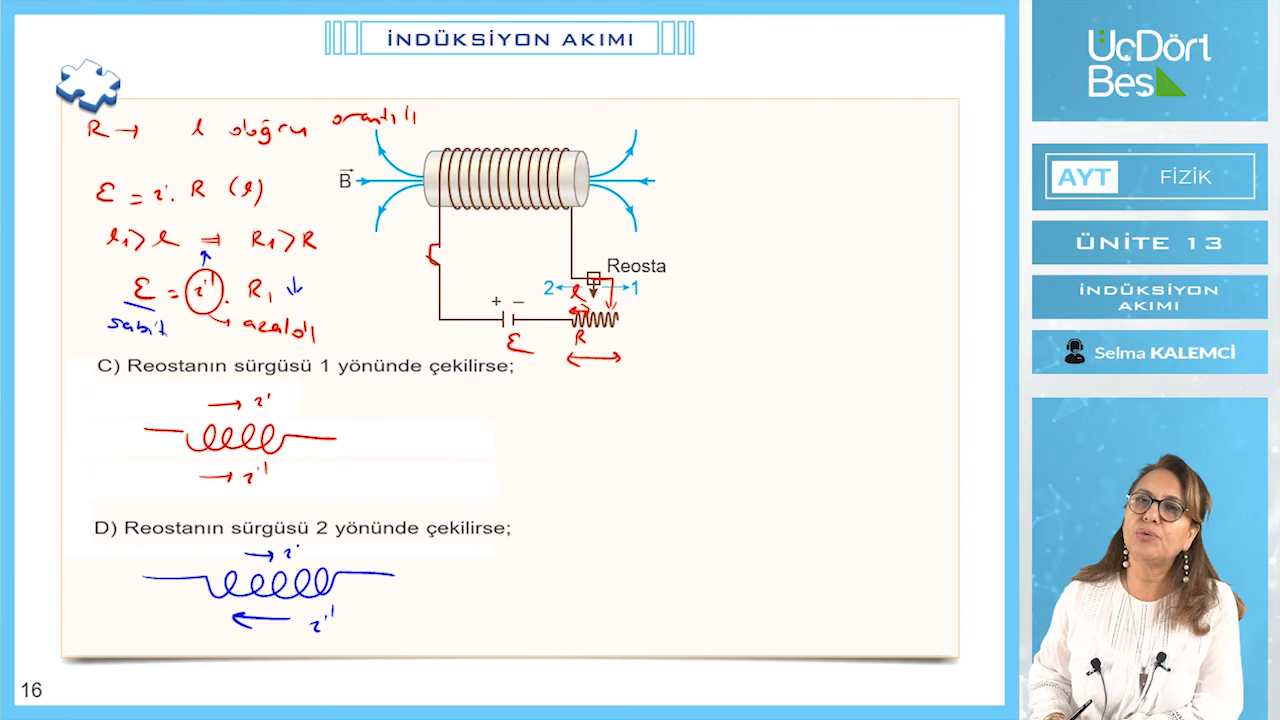 İNDÜKSİYON AKIMI
R → l doğru orantılı
ε = i. R (l)
l₁ > l ⇒ R₁ > R
ε = i'. R₁ ↓
sabit
→ azaldı
B
Reosta
2 1
+ −
l
R
ε
C) Reostanın sürgüsü 1 yönünde çekilirse;
→ i
→ i'
D) Reostanın sürgüsü 2 yönünde çekilirse;
→ i
← i'
16
ÜçDört
Beş
AYT FİZİK
ÜNİTE 13
İNDÜKSİYON
AKIMI
Selma KALEMCİ